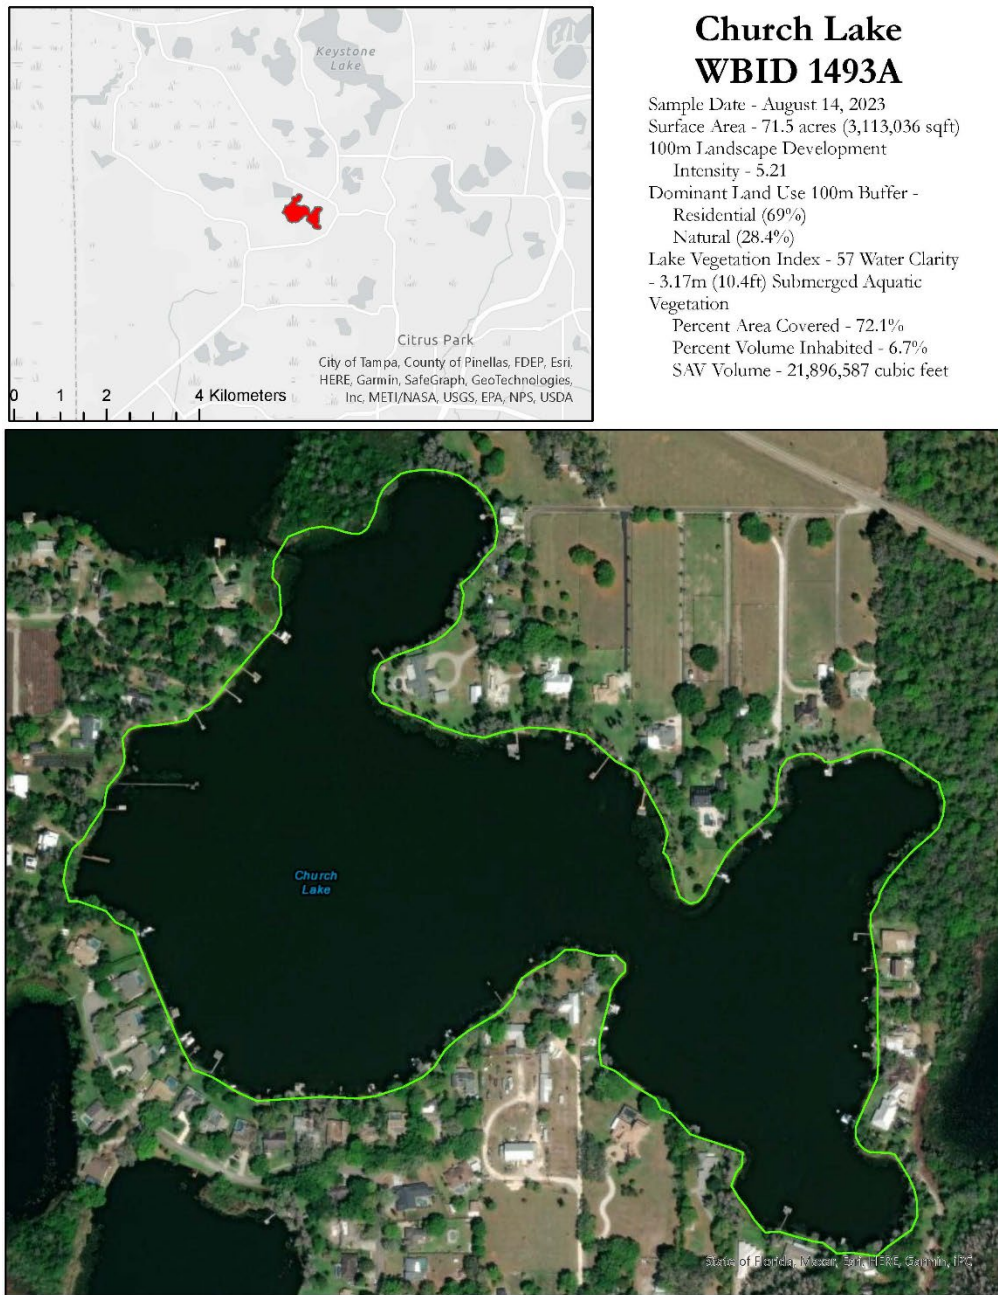 Church Lake
WBID 1493A
Sample Date - August 14, 2023
Surface Area - 71.5 acres (3,113,036 sqft)
100m Landscape Development
Intensity - 5.21
Dominant Land Use 100m Buffer -
Residential (69%)
Natural (28.4%)
Lake Vegetation Index - 57 Water Clarity
- 3.17m (10.4ft) Submerged Aquatic
Vegetation
Percent Area Covered - 72.1%
Percent Volume Inhabited - 6.7%
SAV Volume - 21,896,587 cubic feet
Keystone
Lake
Citrus Park
City of Tampa, County of Pinellas, FDEP, Esri,
HERE, Garmin, SafeGraph, GeoTechnologies,
Inc, METI/NASA, USGS, EPA, NPS, USDA
0 1 2 4 Kilometers
Church
Lake
State of Florida, Maxar, Esri, HERE, Garmin, iPC